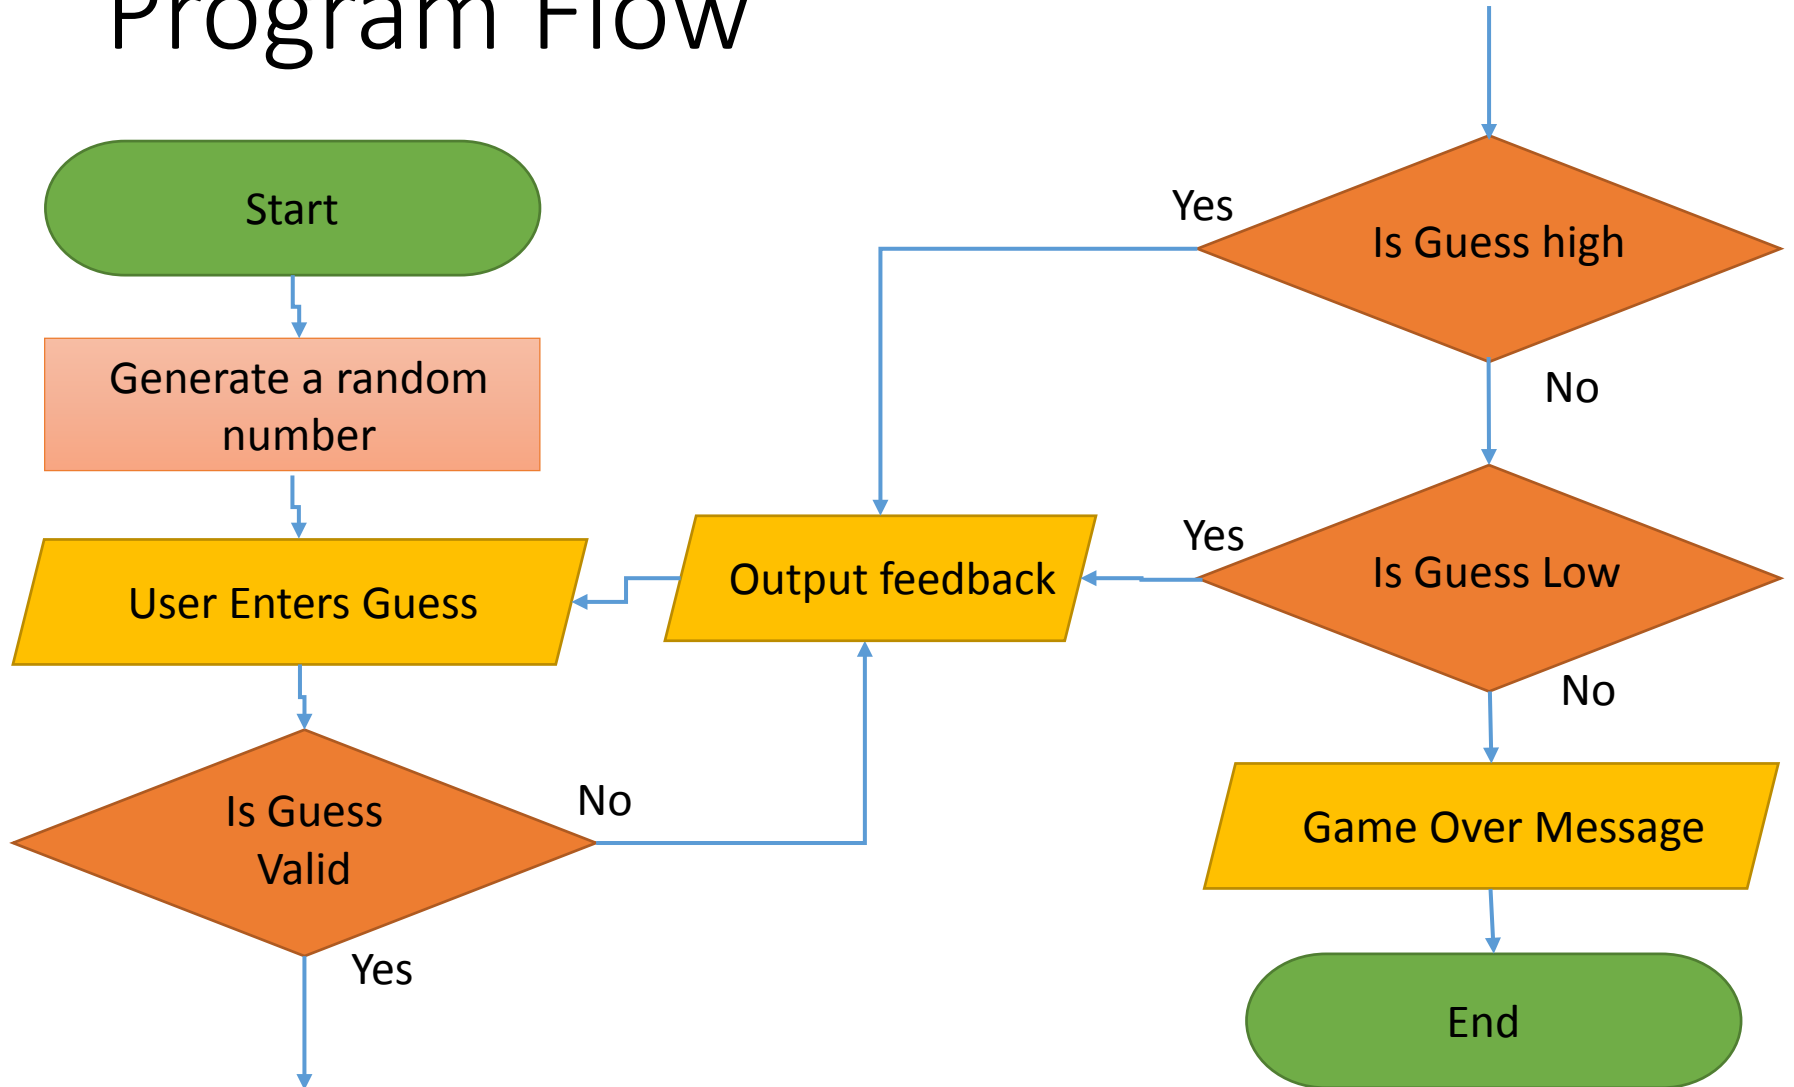 Program Flow
Start
Generate a random
number
User Enters Guess
Is Guess
Valid
No
Yes
Output feedback
Yes
Is Guess high
No
Yes
Is Guess Low
No
Game Over Message
End